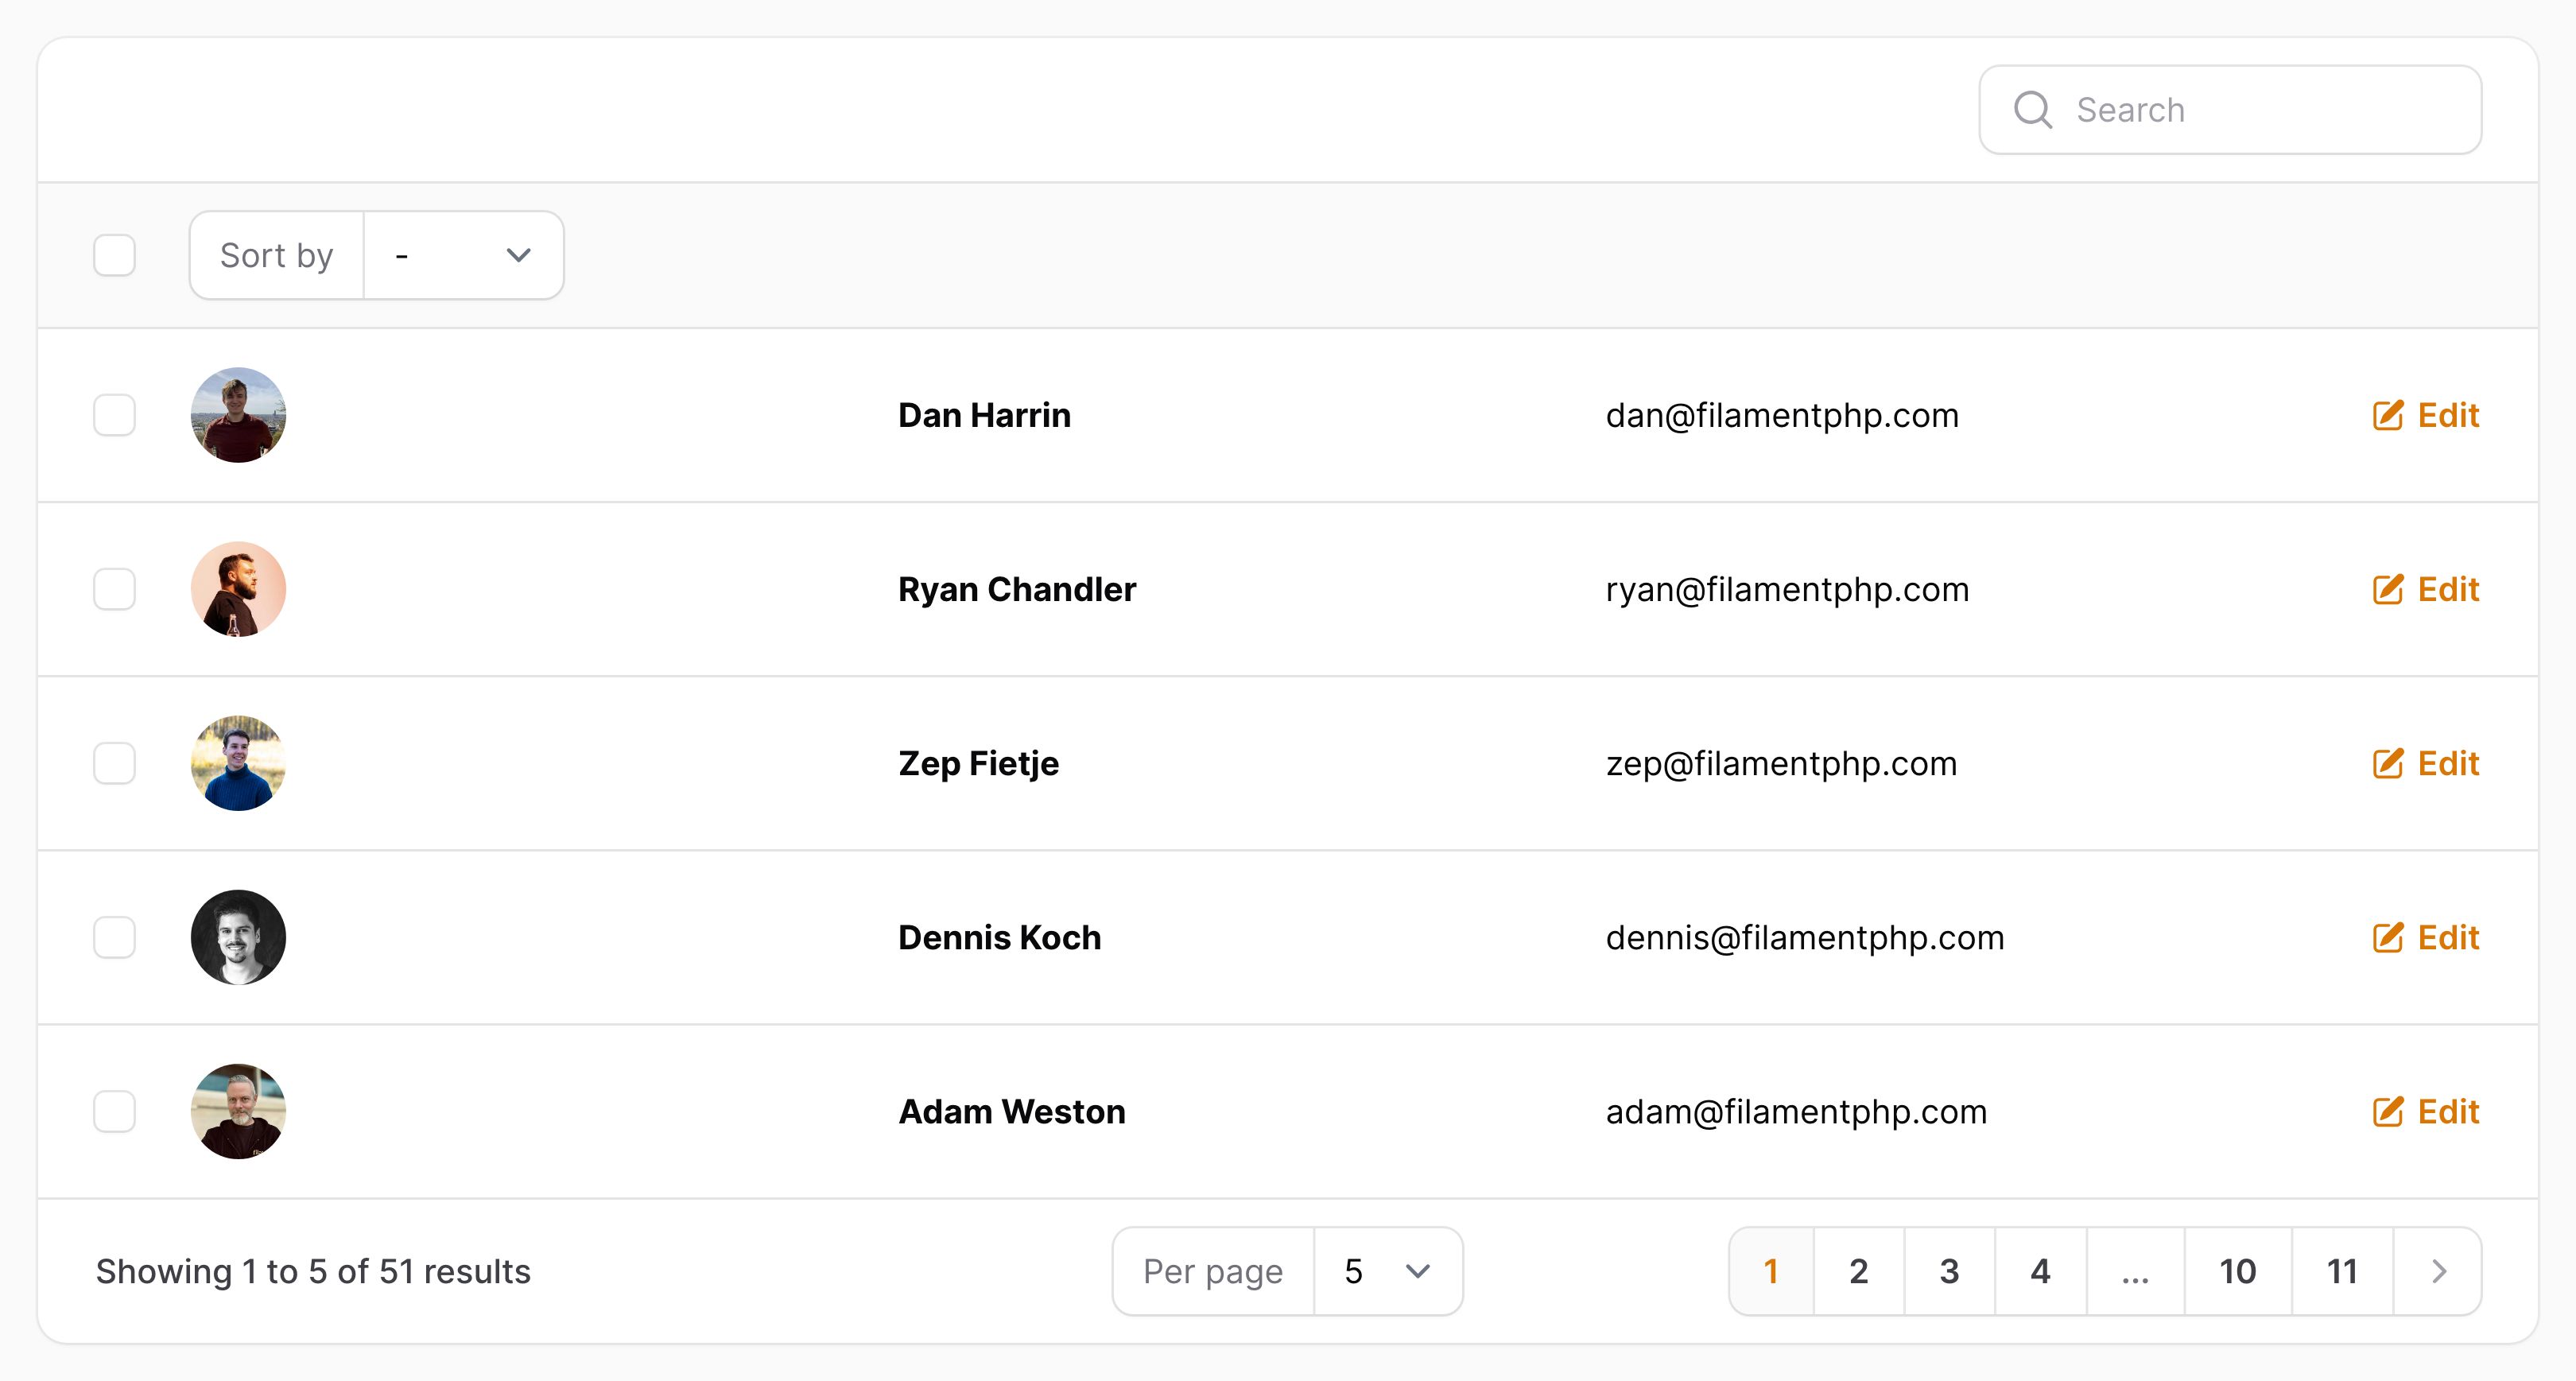 Search
Sort by -
Dan Harrin dan@filamentphp.com Edit
Ryan Chandler ryan@filamentphp.com Edit
Zep Fietje zep@filamentphp.com Edit
Dennis Koch dennis@filamentphp.com Edit
Adam Weston adam@filamentphp.com Edit
Showing 1 to 5 of 51 results Per page 5 1 2 3 4 ... 10 11